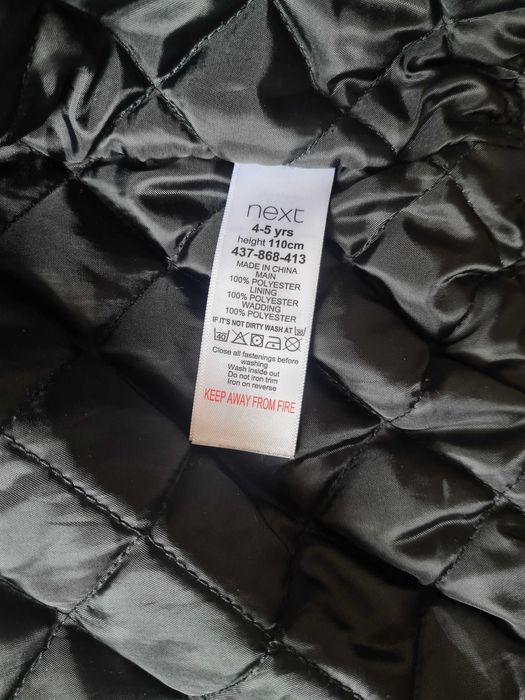 next
4-5 yrs
height 110cm
437-868-413
MADE IN CHINA
MAIN
100% POLYESTER
LINING
100% POLYESTER
WADDING
100% POLYESTER
IF IT'S NOT DIRTY WASH AT 30
40
Close all fastenings before
washing
Wash inside out
Do not iron trim
Iron on reverse
KEEP AWAY FROM FIRE